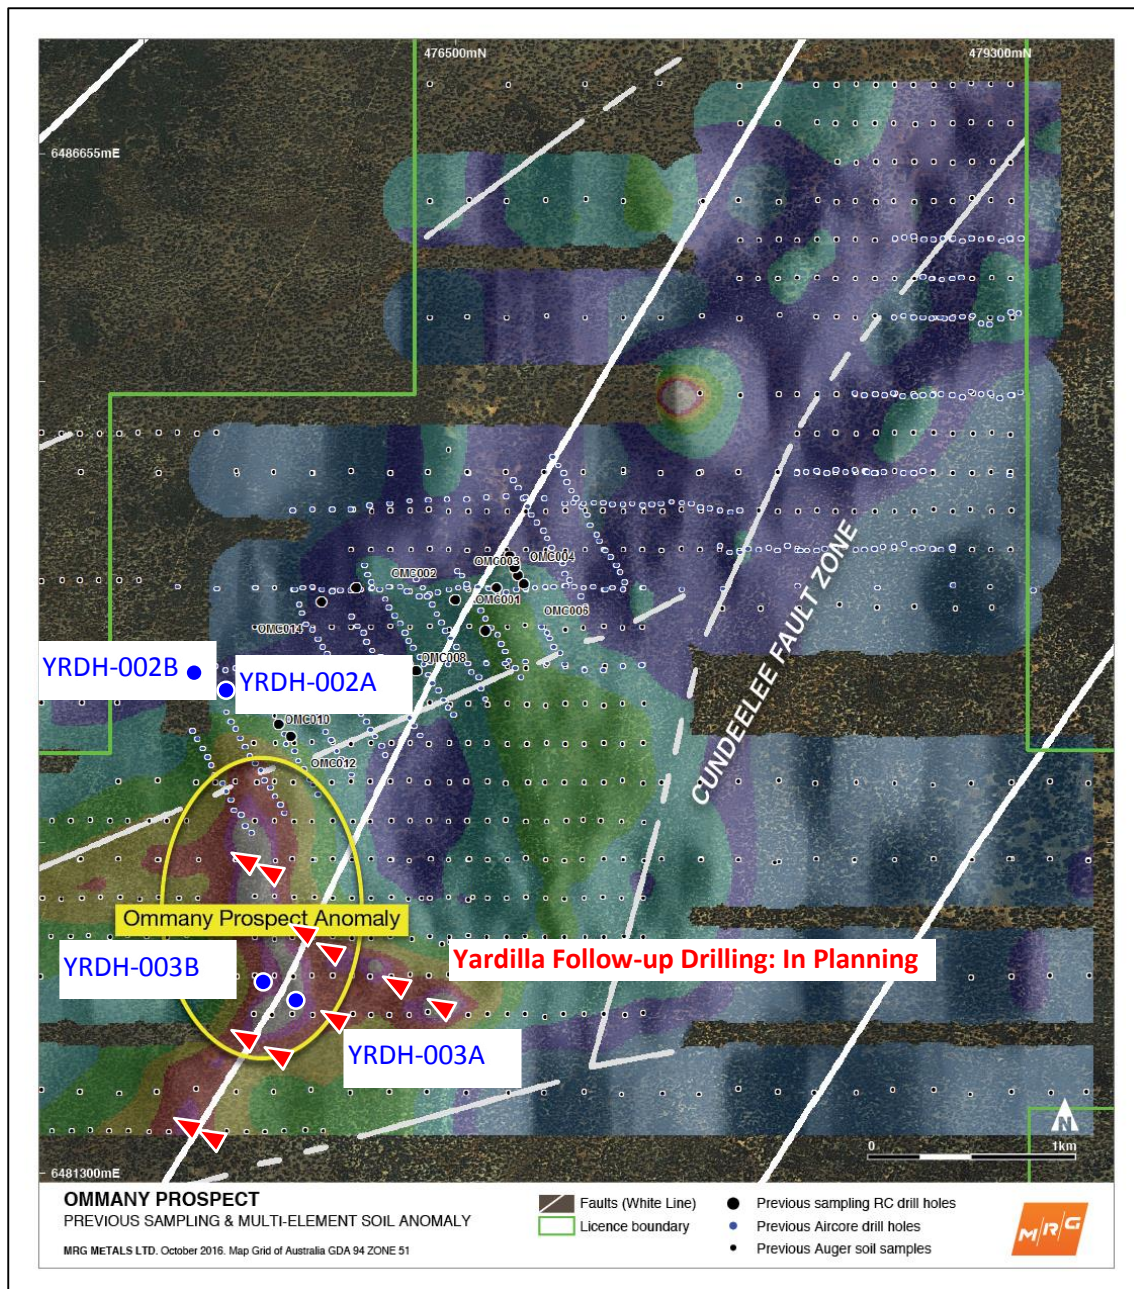 476500mN
479300mN
6486655mE
OMC003
OMC004
OMC002
OMC001
OMC006
OMC014
OMC008
YRDH-002B
YRDH-002A
OMC010
OMC012
CUNDEELEE FAULT ZONE
Ommany Prospect Anomaly
YRDH-003B
Yardilla Follow-up Drilling: In Planning
YRDH-003A
N
0
1km
6481300mE
OMMANY PROSPECT
PREVIOUS SAMPLING & MULTI-ELEMENT SOIL ANOMALY
MRG METALS LTD. October 2016. Map Grid of Australia GDA 94 ZONE 51
Faults (White Line)
Licence boundary
Previous sampling RC drill holes
Previous Aircore drill holes
Previous Auger soil samples
M/R/G